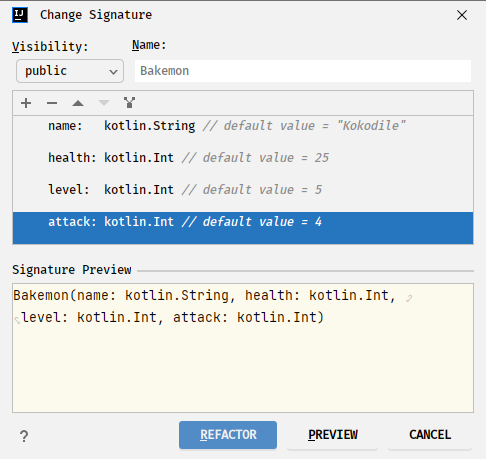 IJ Change Signature
Visibility: Name:
public Bakemon
name: kotlin.String // default value = "Kokodile"
health: kotlin.Int // default value = 25
level: kotlin.Int // default value = 5
attack: kotlin.Int // default value = 4
Signature Preview
Bakemon(name: kotlin.String, health: kotlin.Int,
level: kotlin.Int, attack: kotlin.Int)
? REFACTOR PREVIEW CANCEL